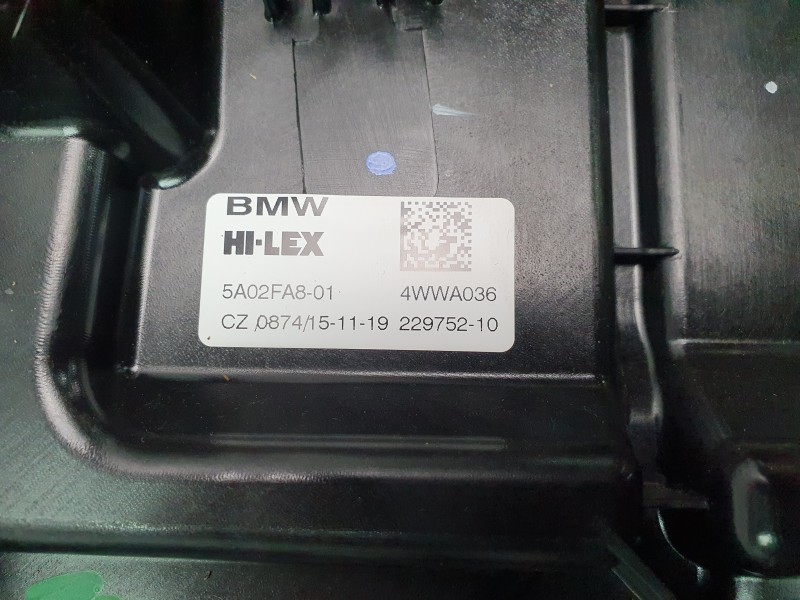 BMW
HI-LEX
5A02FA8-01 4WWA036
CZ 0874/15-11-19 229752-10